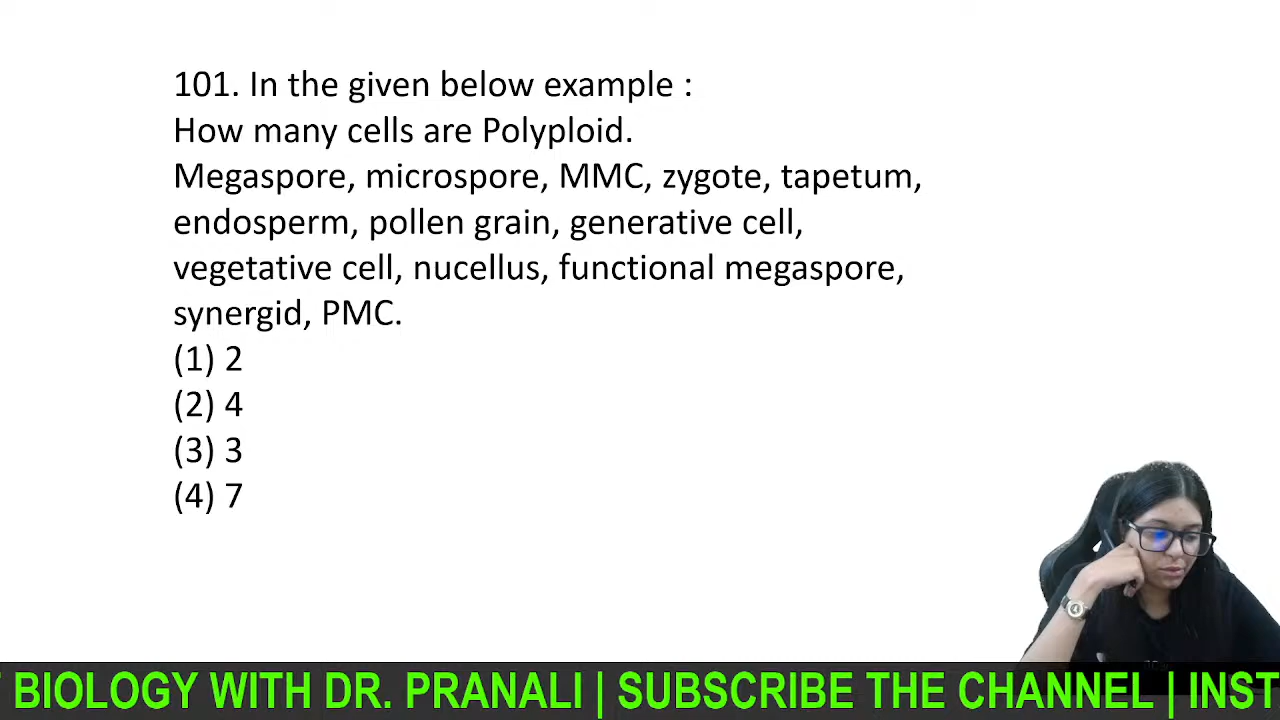 101. In the given below example :
How many cells are Polyploid.
Megaspore, microspore, MMC, zygote, tapetum,
endosperm, pollen grain, generative cell,
vegetative cell, nucellus, functional megaspore,
synergid, PMC.
(1) 2
(2) 4
(3) 3
(4) 7
BIOLOGY WITH DR. PRANALI | SUBSCRIBE THE CHANNEL | INST